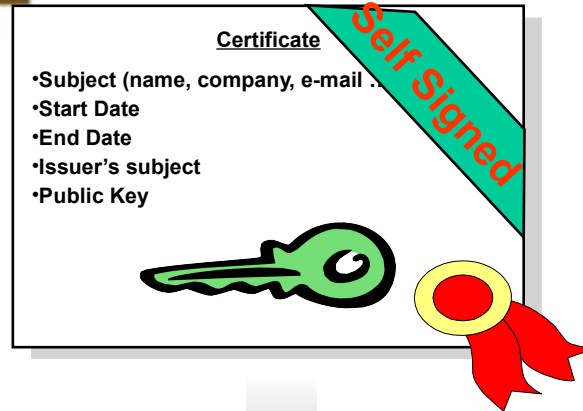 Certificate
•Subject (name, company, e-mail ..
•Start Date
•End Date
•Issuer's subject
•Public Key
Self Signed